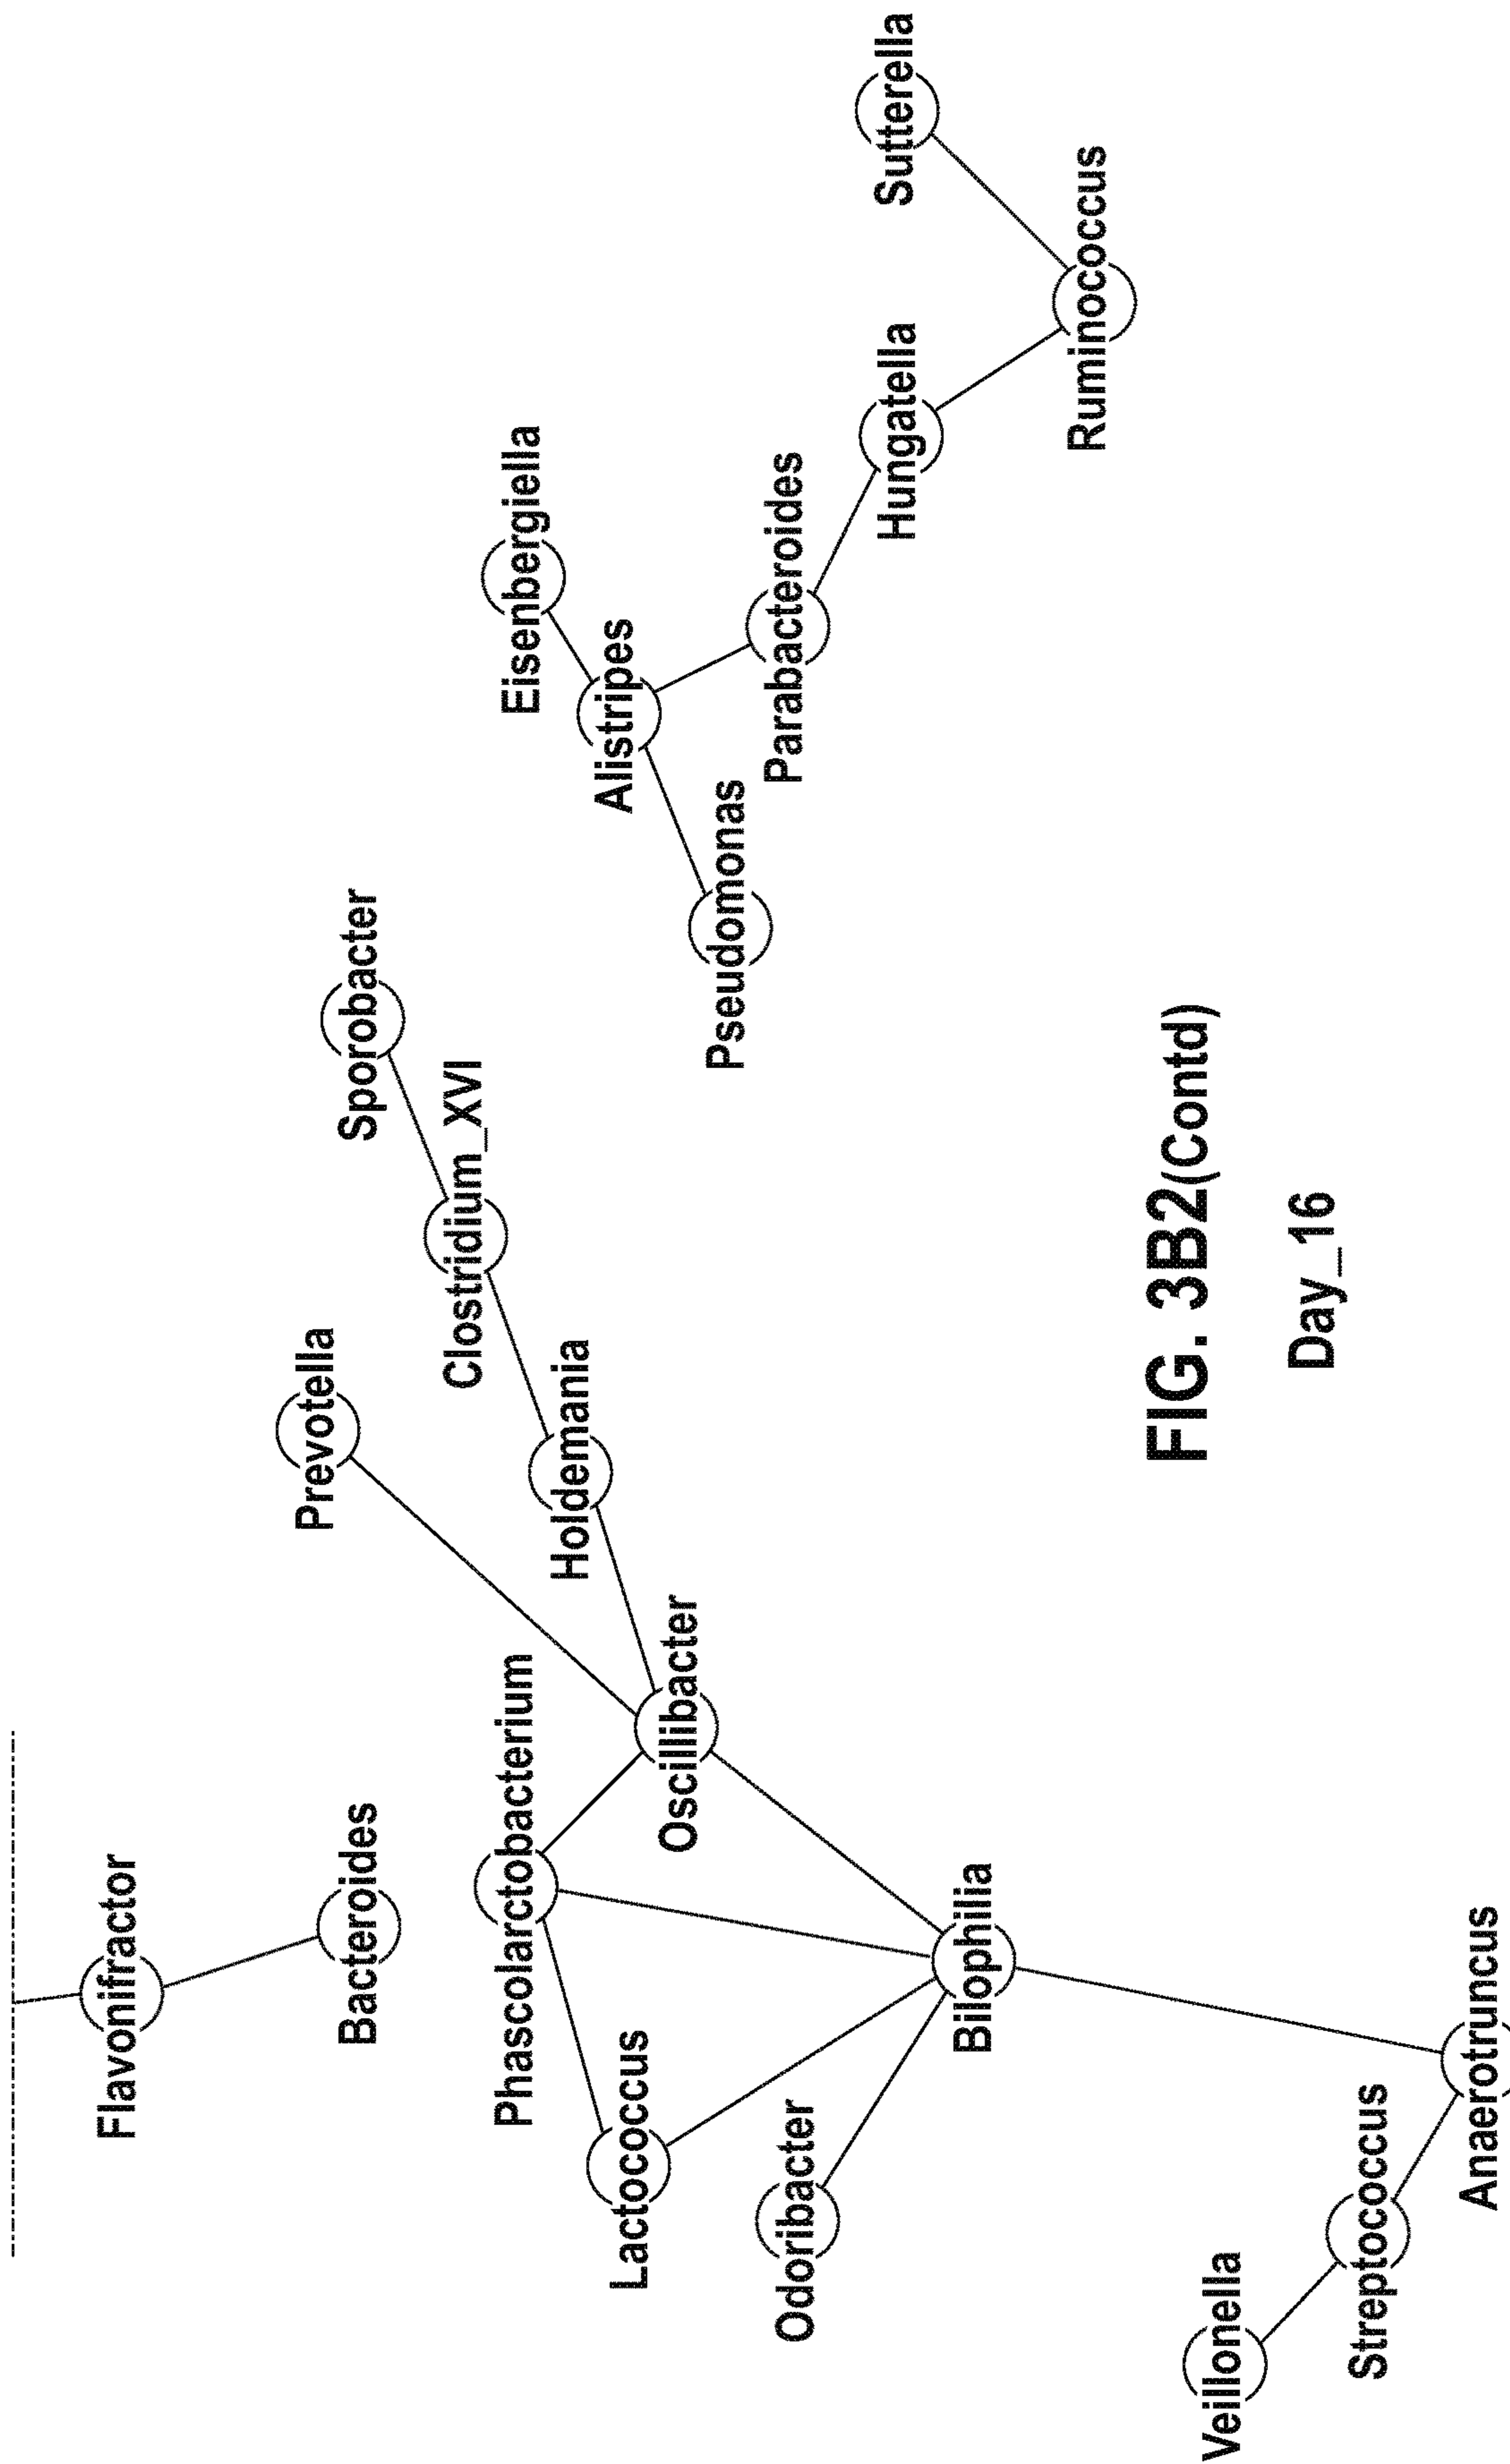 Flavonifractor
Bacteroides
Prevotella
Sporobacter
Clostridium_XVI
Phascolarctobacterium
Holdemania
Eisenbergiella
Lactococcus
Oscillibacter
Alistripes
Pseudomonas
Odoribacter
Parabacteroides
Bilophilia
Hungatella
Sutterella
Ruminococcus
Veillonella
Streptococcus
Anaerotruncus
FIG. 3B2(Contd)
Day_16